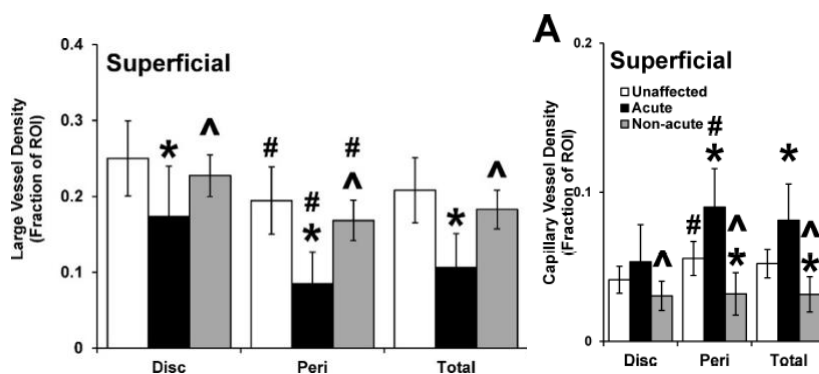 Large Vessel Density
(Fraction of ROI)
0.4
0.3
0.2
0.1
0
Superficial
*
^
#
#
*
#
^
*
^
Disc Peri Total
A
Capillary Vessel Density
(Fraction of ROI)
0.2
0.1
0
Superficial
Unaffected
Acute
Non-acute
^
#
#
*
^
*
*
^
*
Disc Peri Total